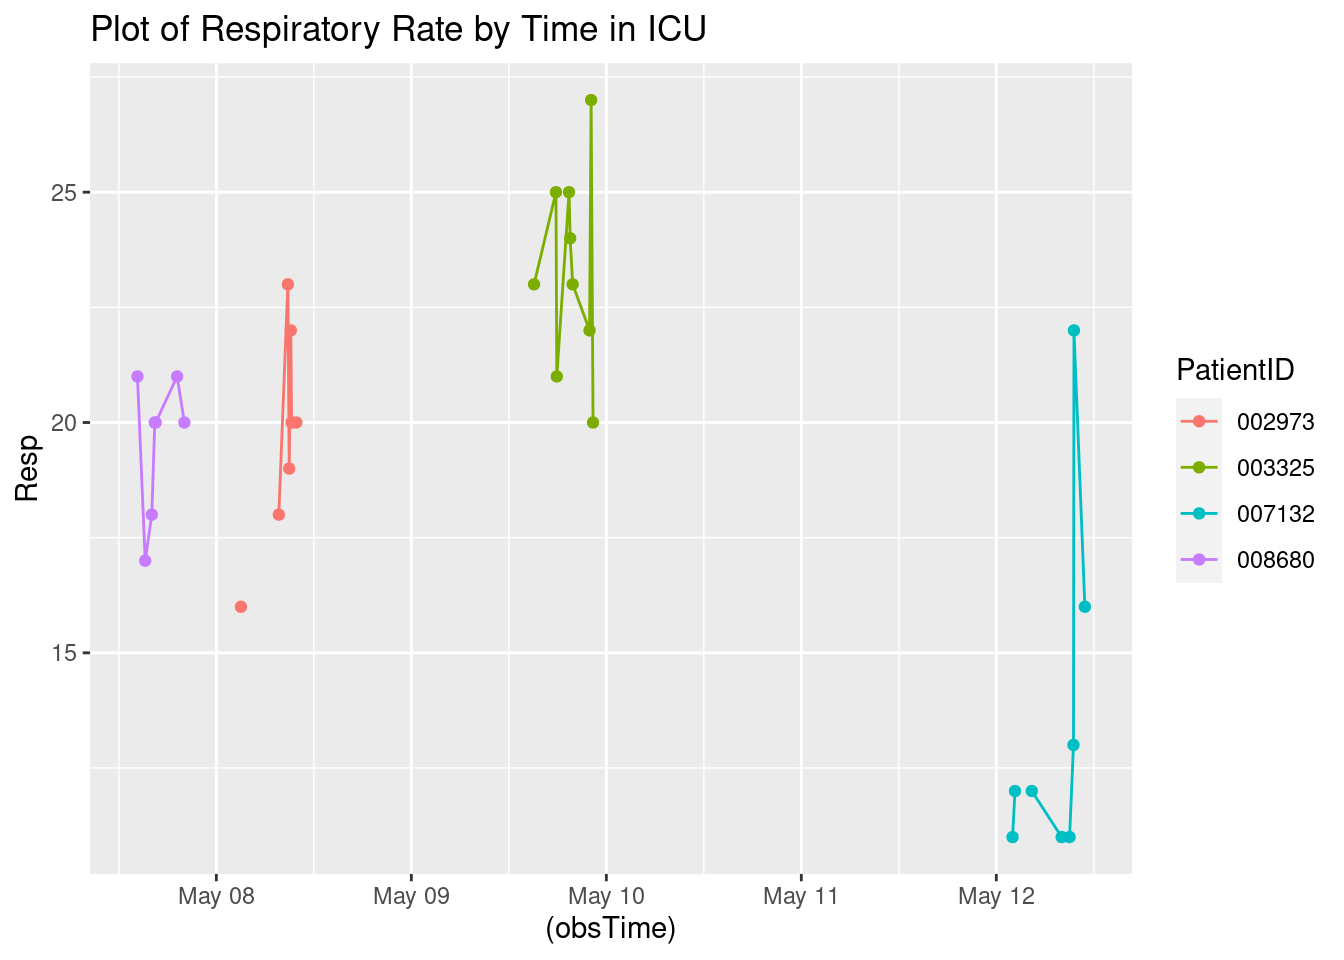 Plot of Respiratory Rate by Time in ICU
25
20
15
Resp
May 08
May 09
May 10
May 11
May 12
(obsTime)
PatientID
002973
003325
007132
008680